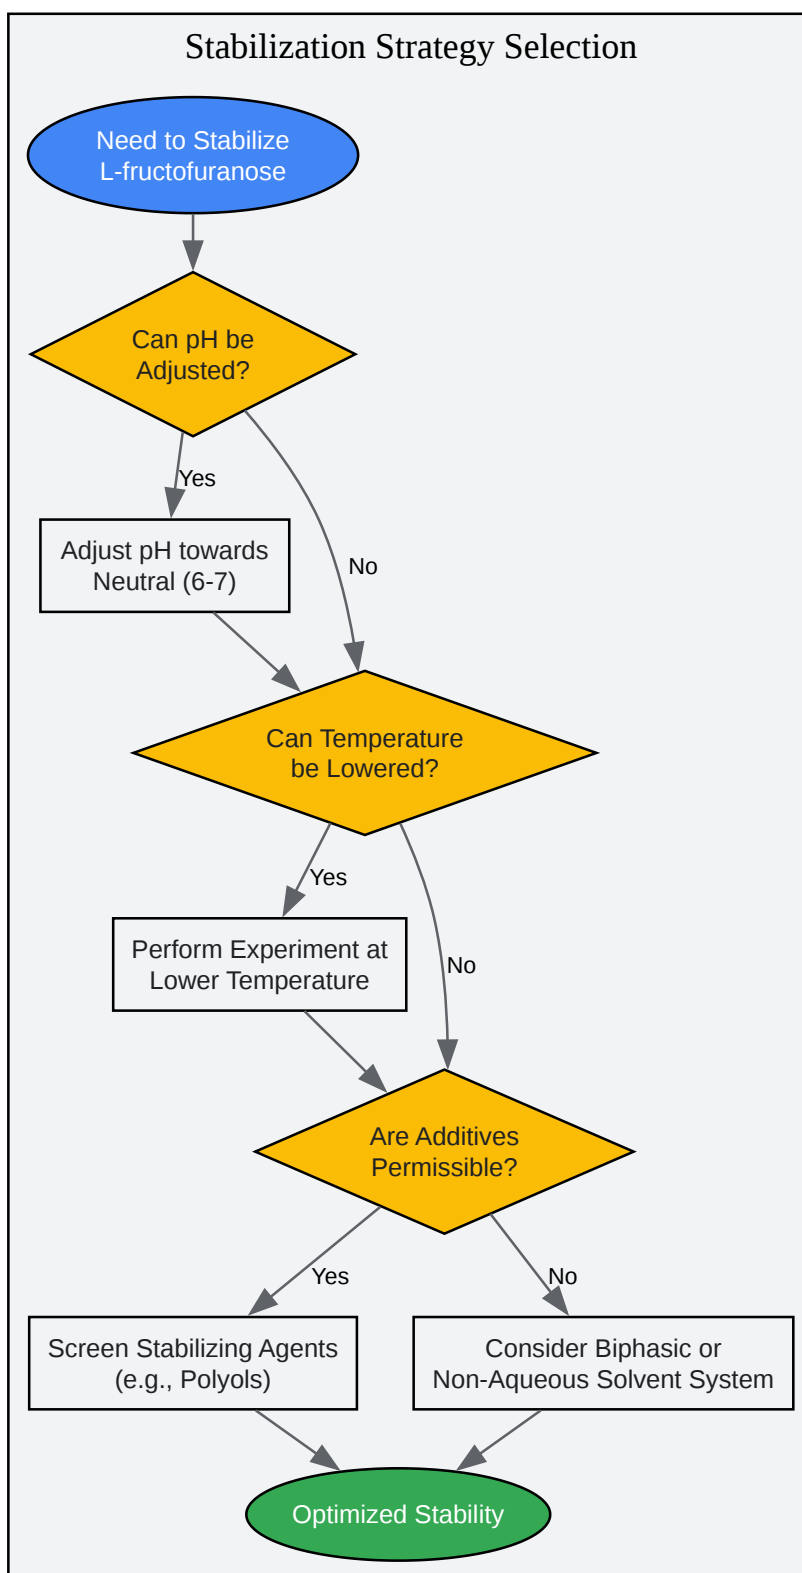 Stabilization Strategy Selection
Need to Stabilize
L-fructofuranose
Can pH be
Adjusted?
Yes
Adjust pH towards
Neutral (6-7)
No
Can Temperature
be Lowered?
Yes
Perform Experiment at
Lower Temperature
No
Are Additives
Permissible?
Yes
No
Screen Stabilizing Agents
(e.g., Polyols)
Consider Biphasic or
Non-Aqueous Solvent System
Optimized Stability